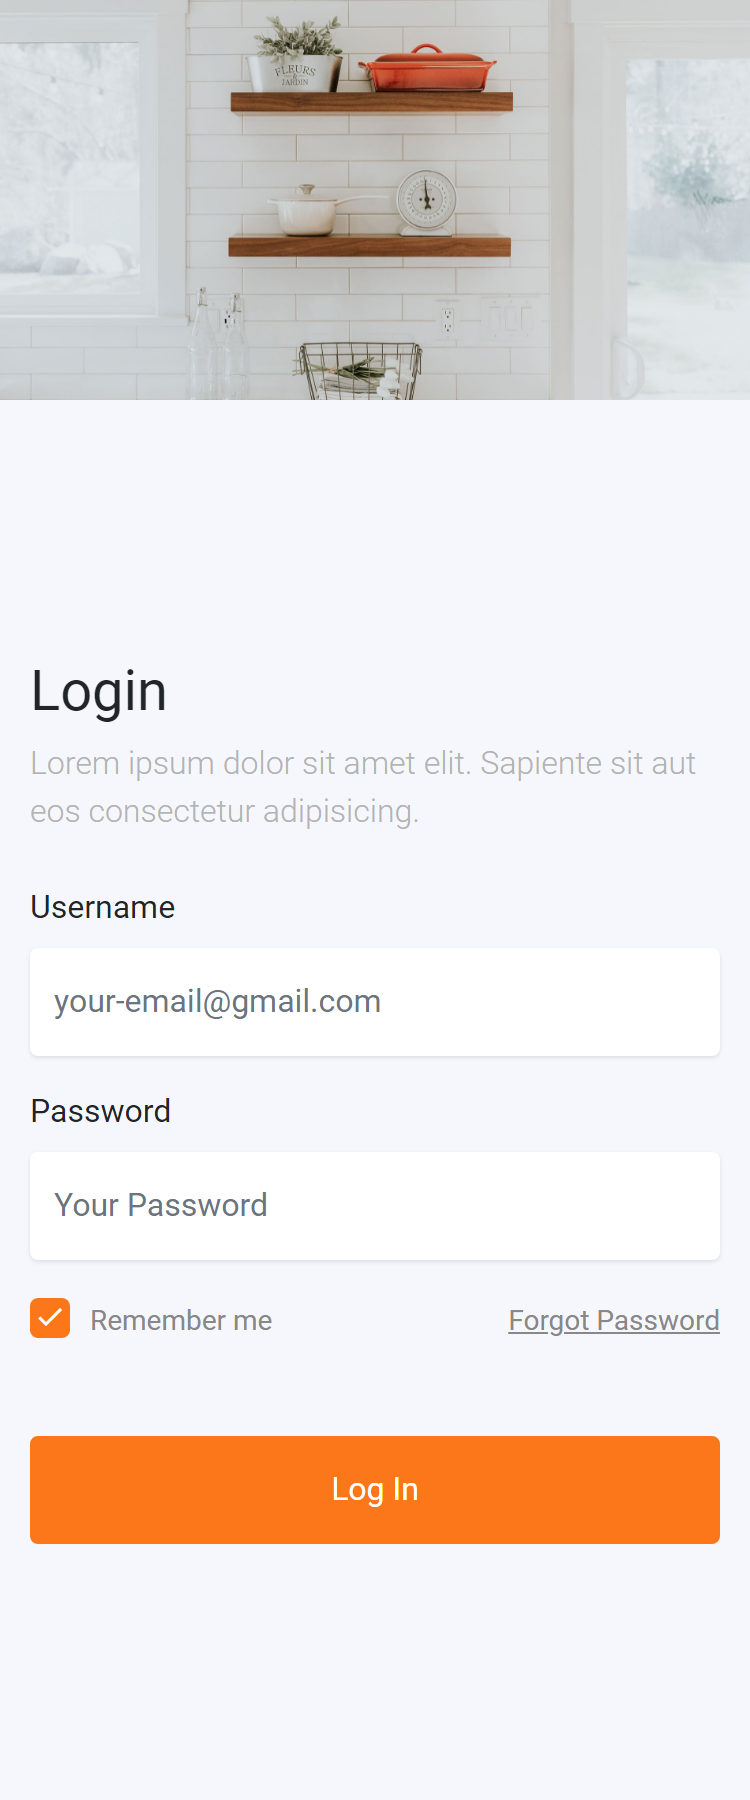 FLEURS
JARDIN
Login
Lorem ipsum dolor sit amet elit. Sapiente sit aut
eos consectetur adipisicing.
Username
your-email@gmail.com
Password
Your Password
Remember me
Forgot Password
Log In